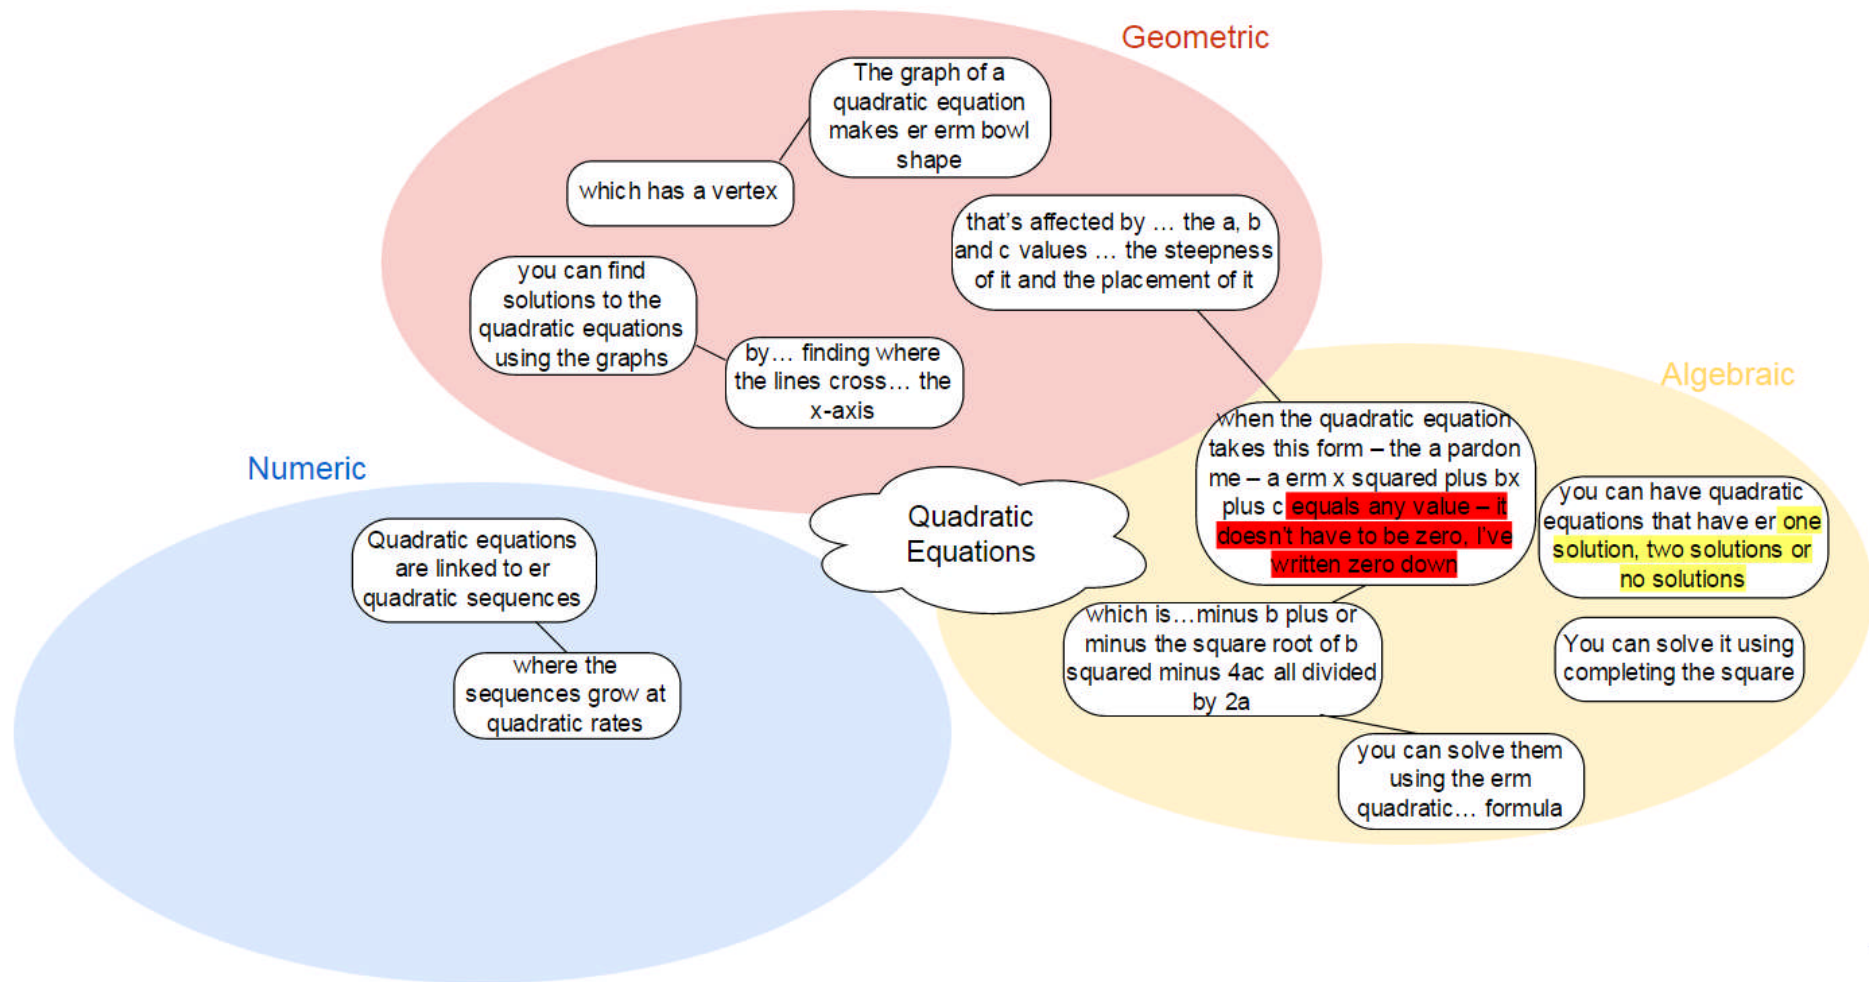 Geometric
The graph of a
quadratic equation
makes er erm bowl
shape
which has a vertex
that's affected by … the a, b
and c values … the steepness
of it and the placement of it
you can find
solutions to the
quadratic equations
using the graphs
by… finding where
the lines cross… the
x-axis
Algebraic
when the quadratic equation
takes this form – the a pardon
me – a erm x squared plus bx
plus c equals any value – it
doesn't have to be zero, I've
written zero down
you can have quadratic
equations that have er one
solution, two solutions or
no solutions
which is…minus b plus or
minus the square root of b
squared minus 4ac all divided
by 2a
You can solve it using
completing the square
you can solve them
using the erm
quadratic… formula
Quadratic
Equations
Numeric
Quadratic equations
are linked to er
quadratic sequences
where the
sequences grow at
quadratic rates